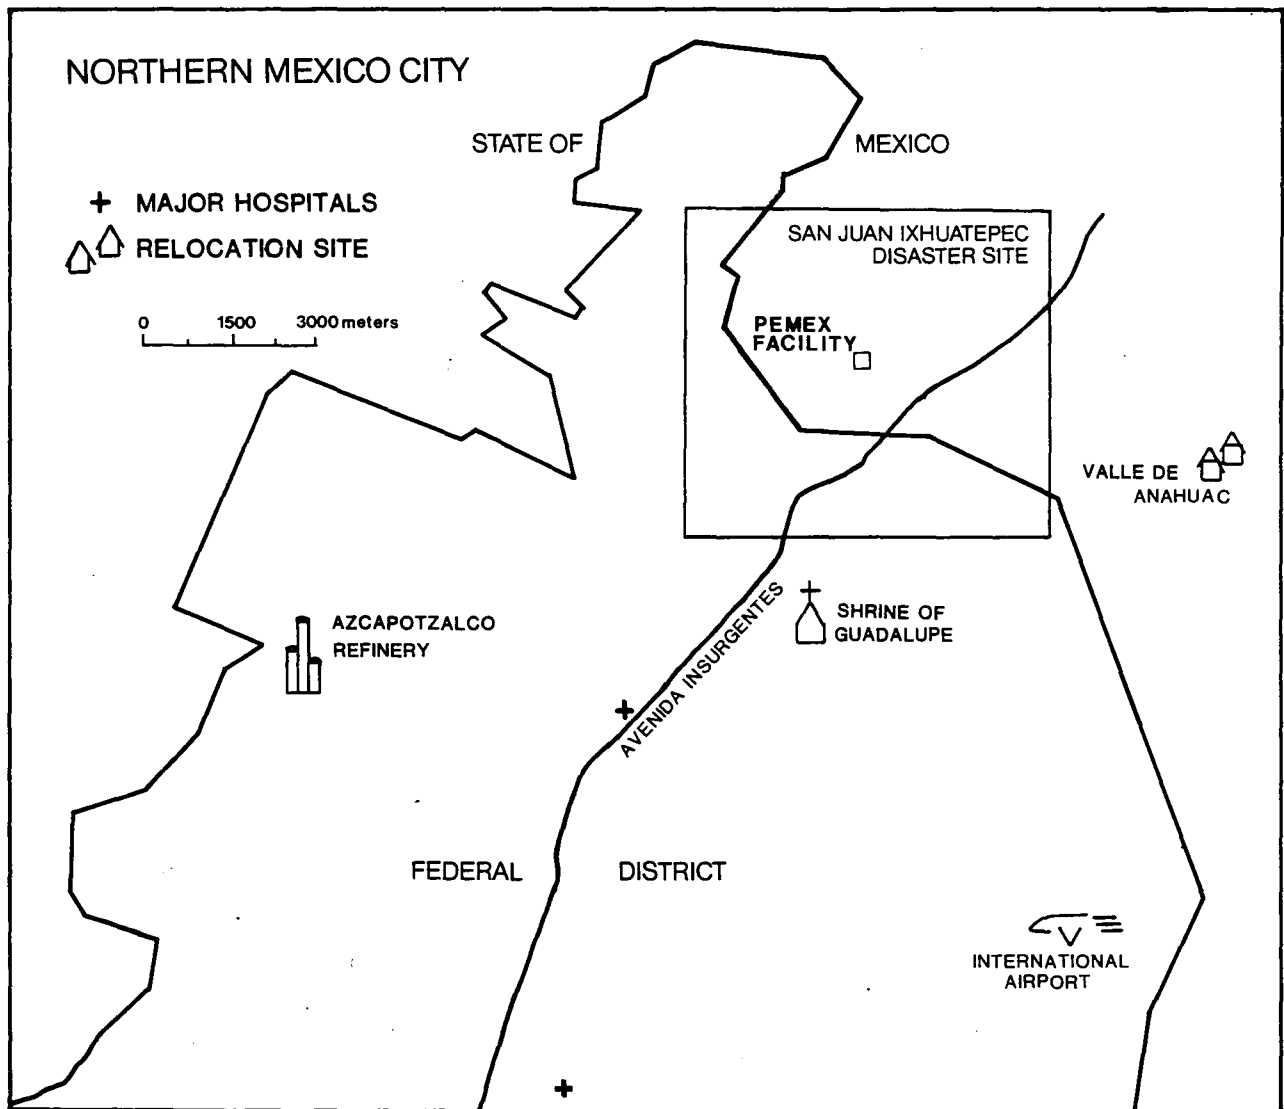 NORTHERN MEXICO CITY
STATE OF MEXICO
MAJOR HOSPITALS
RELOCATION SITE
0 1500 3000 meters
SAN JUAN IXHUATEPEC
DISASTER SITE
PEMEX
FACILITY
VALLE DE
ANAHUAC
AVENIDA INSURGENTES
SHRINE OF
GUADALUPE
AZCAPOTZALCO
REFINERY
FEDERAL DISTRICT
INTERNATIONAL
AIRPORT